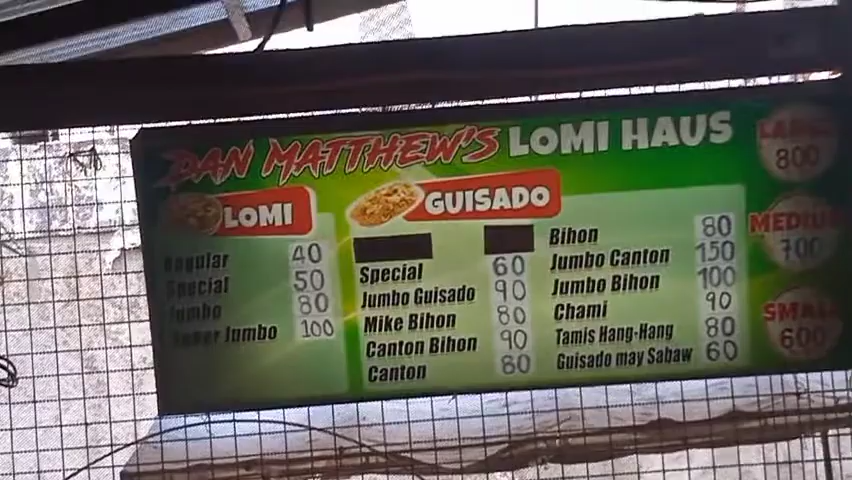 DAN MATTHEW'S LOMI HAUS
LOMI
Regular 40
Special 50
Jumbo 80
Super Jumbo 100
GUISADO
Special 60
Jumbo Guisado 90
Mike Bihon 80
Canton Bihon 90
Canton 80
Bihon 80
Jumbo Canton 150
Jumbo Bihon 100
Chami 90
Tamis Hang-Hang 80
Guisado may Sabaw 60
LARGE
800
MEDIUM
700
SMALL
600